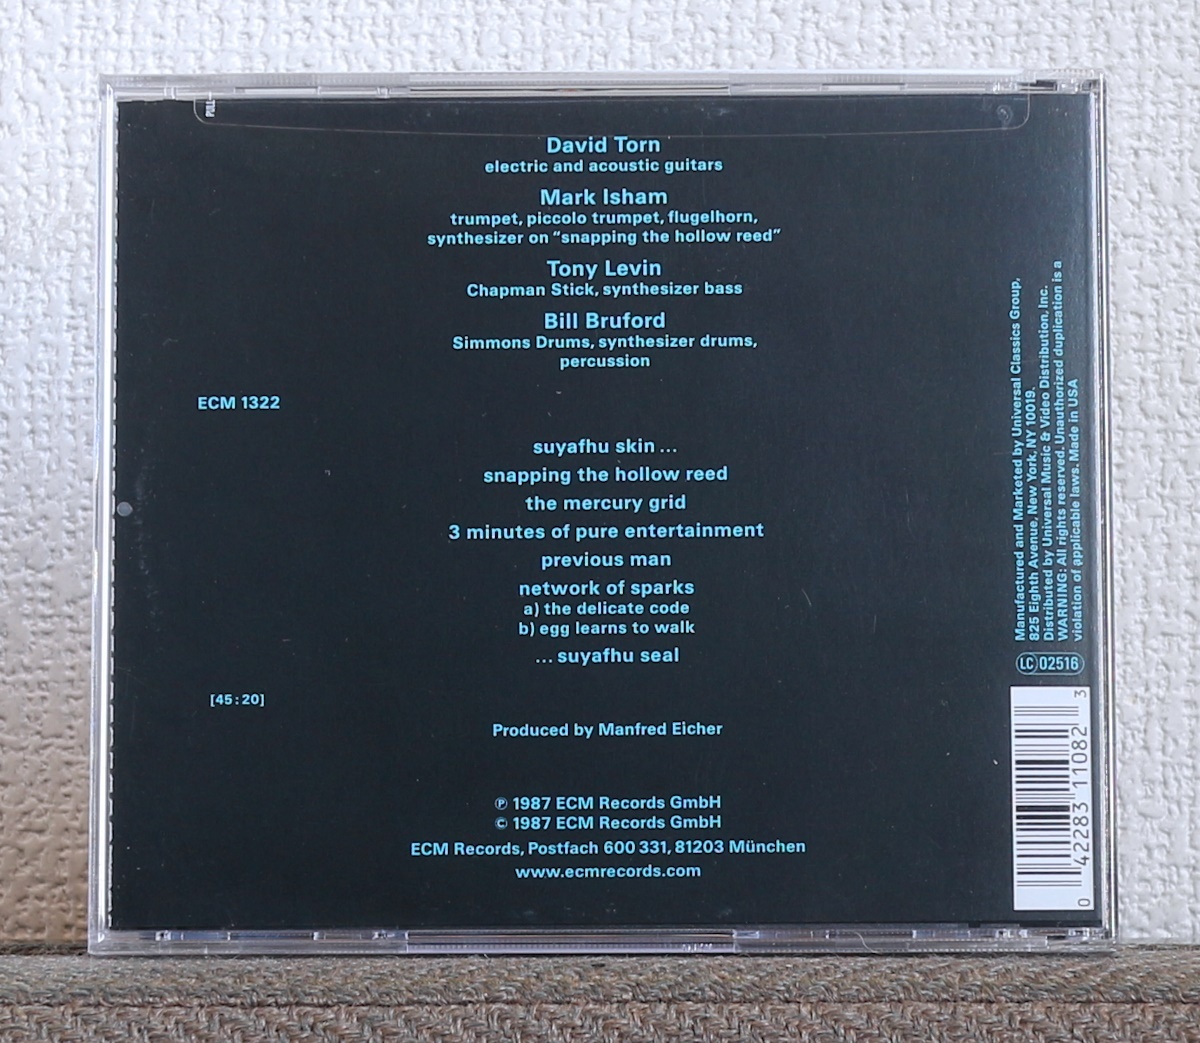 PULL
David Torn
electric and acoustic guitars
Mark Isham
trumpet, piccolo trumpet, flugelhorn,
synthesizer on “snapping the hollow reed”
Tony Levin
Chapman Stick, synthesizer bass
Bill Bruford
Simmons Drums, synthesizer drums,
percussion
ECM 1322
suyafhu skin ...
snapping the hollow reed
the mercury grid
3 minutes of pure entertainment
previous man
network of sparks
a) the delicate code
b) egg learns to walk
... suyafhu seal
[45:20]
Produced by Manfred Eicher
℗ 1987 ECM Records GmbH
© 1987 ECM Records GmbH
ECM Records, Postfach 600 331, 81203 München
www.ecmrecords.com
Manufactured and Marketed by Universal Classics Group,
825 Eighth Avenue, New York, NY 10019.
Distributed by Universal Music & Video Distribution, Inc.
WARNING: All rights reserved. Unauthorized duplication is a
violation of applicable laws. Made in USA
LC 02516
0 42283 11082 3